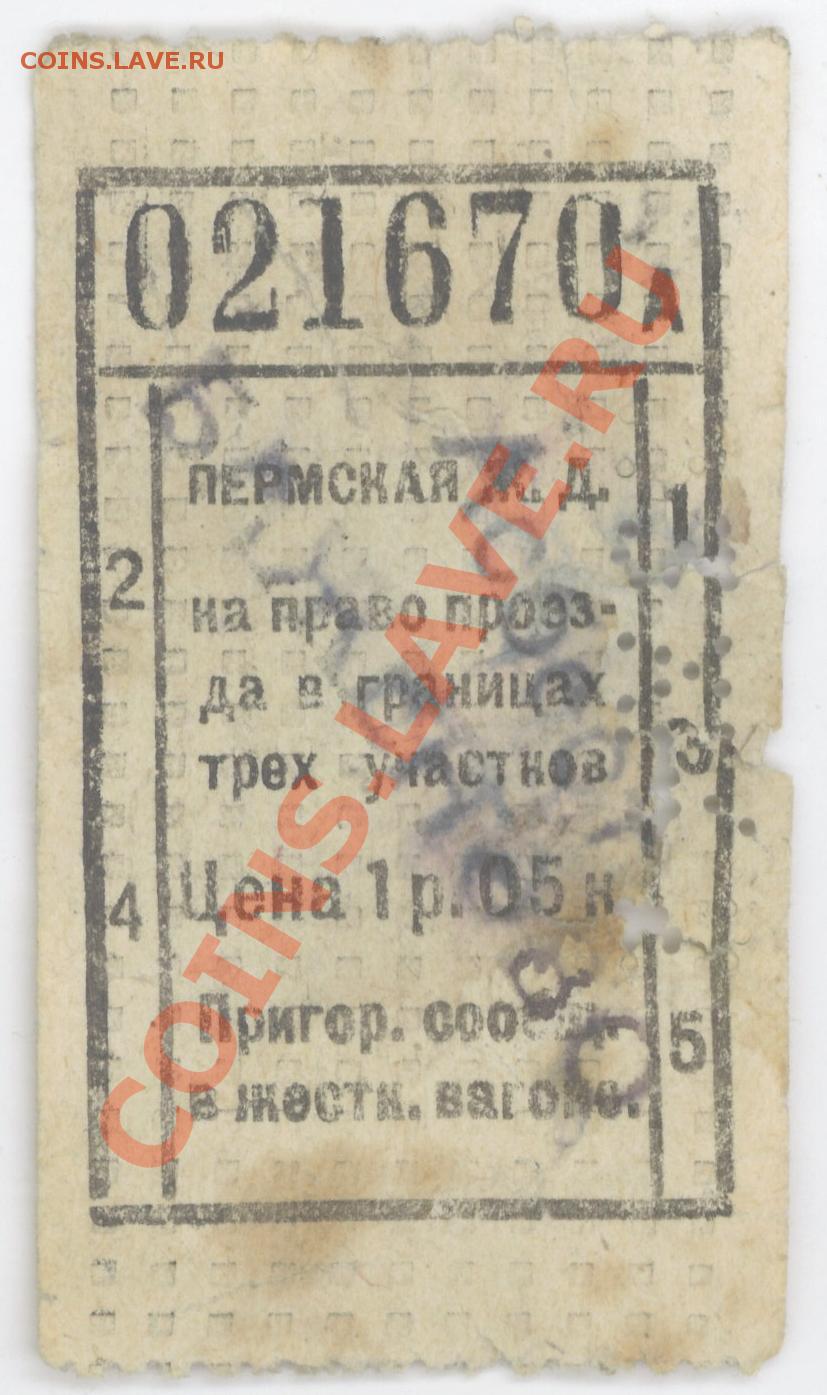 COINS.LAVE.RU
021670 А
ПЕРМСКАЯ Ж. Д.
1
2
на право проез-
да в границах
трех участков
3
Цена 1 р. 05 к
4
Пригор. сообщ.
5
в жестк. вагоне.
COINS.LAVE.RU